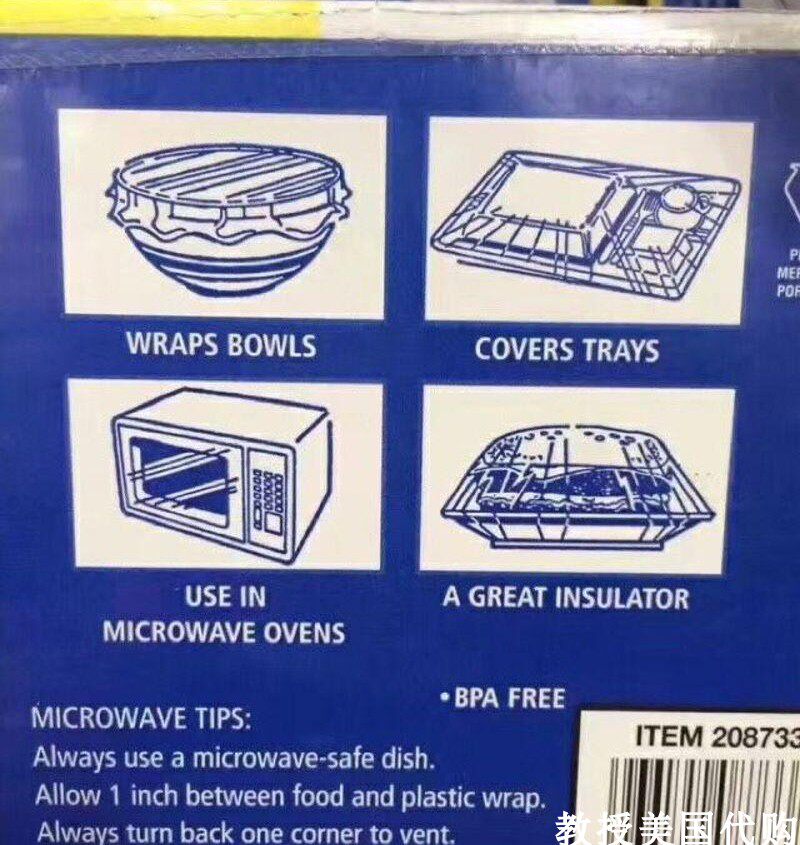 WRAPS BOWLS
COVERS TRAYS
USE IN
MICROWAVE OVENS
A GREAT INSULATOR
• BPA FREE
MICROWAVE TIPS:
Always use a microwave-safe dish.
Allow 1 inch between food and plastic wrap.
Always turn back one corner to vent.
ITEM 208733
教授美国代购